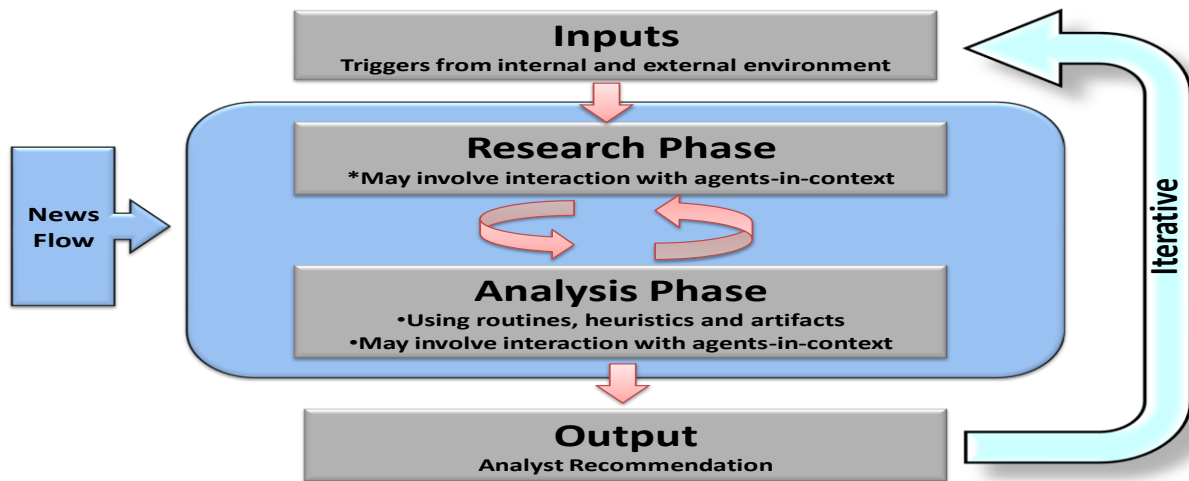 Inputs
Triggers from internal and external environment
Research Phase
*May involve interaction with agents-in-context
News
Flow
Analysis Phase
•Using routines, heuristics and artifacts
•May involve interaction with agents-in-context
Output
Analyst Recommendation
Iterative